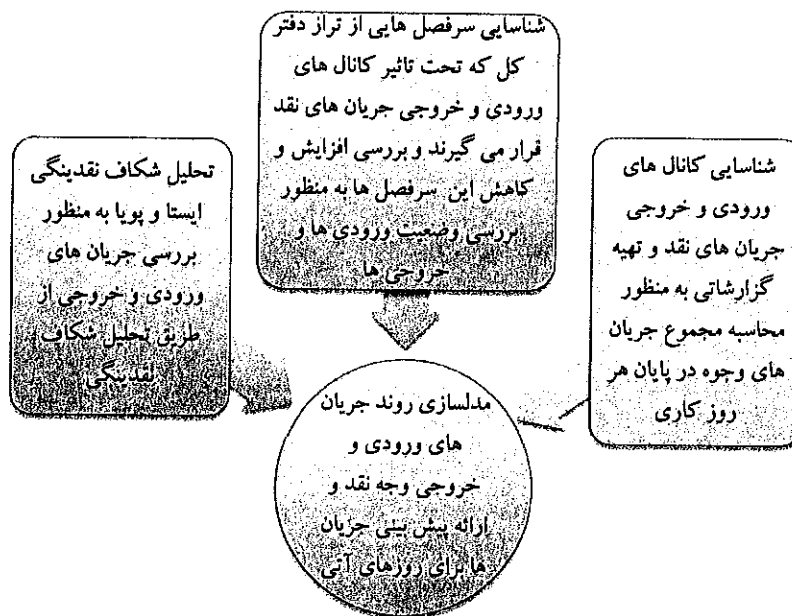 شناسایی سرفصل هایی از تراز دفتر
کل که تحت تاثیر کانال های
ورودی و خروجی جریان های نقد
قرار می گیرند و بررسی افزایش و
کاهش این سرفصل ها به منظور
بررسی وضعیت ورودی ها و
خروجی ها
شناسایی کانال های
ورودی و خروجی
جریان های نقد و تهیه
گزارشاتی به منظور
محاسبه مجموع جریان
های وجوه در پایان هر
روز کاری
تحلیل شکاف نقدینگی
ایستا و پویا به منظور
بررسی جریان های
ورودی و خروجی از
طریق تحلیل شکاف
نقدینگی
مدلسازی روند جریان
های ورودی و
خروجی وجه نقد و
ارائه پیش بینی جریان
ها برای روزهای آتی